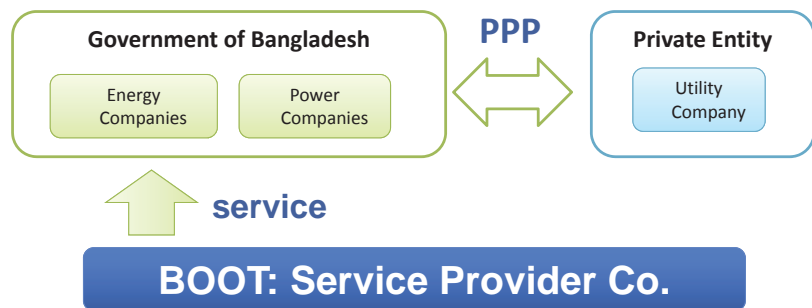 Government of Bangladesh
Energy
Companies
Power
Companies
PPP
Private Entity
Utility
Company
service
BOOT: Service Provider Co.